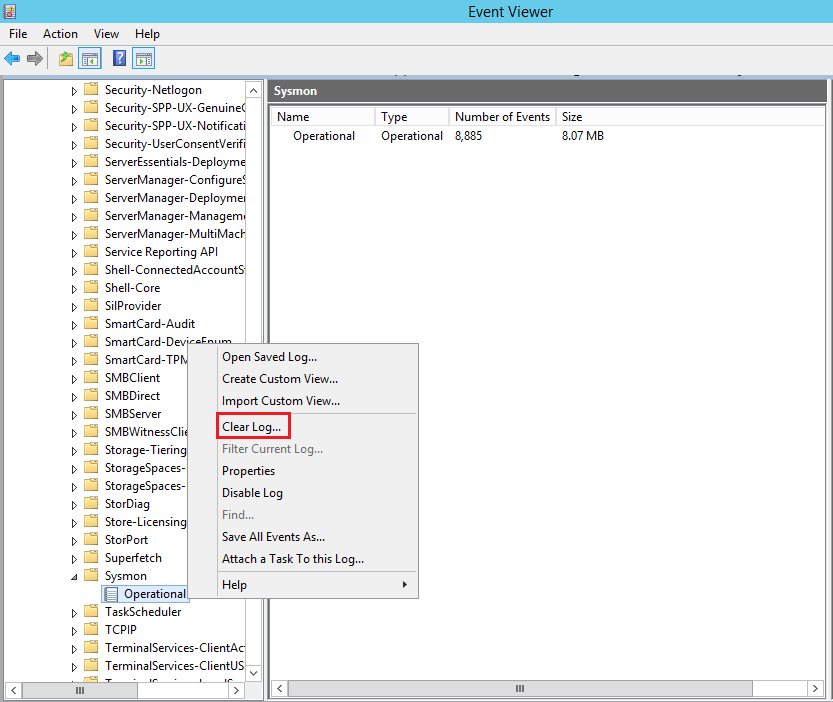 Event Viewer
File Action View Help
Security-Netlogon
Security-SPP-UX-Genuine
Security-SPP-UX-Notificati
Security-UserConsentVerifi
ServerEssentials-Deployme
ServerManager-ConfigureS
ServerManager-Deploymer
ServerManager-Manageme
ServerManager-MultiMach
Service Reporting API
Shell-ConnectedAccountSt
Shell-Core
SilProvider
SmartCard-Audit
SmartCard-DeviceEnum
SmartCard-TPM
SMBClient
SMBDirect
SMBServer
SMBWitnessClie
Storage-Tiering
StorageSpaces-
StorageSpaces-
StorDiag
Store-Licensing
StorPort
Superfetch
Sysmon
Operational
TaskScheduler
TCPIP
TerminalServices-ClientAct
TerminalServices-ClientUS
Sysmon
Name Type Number of Events Size
Operational Operational 8,885 8.07 MB
Open Saved Log...
Create Custom View...
Import Custom View...
Clear Log...
Filter Current Log...
Properties
Disable Log
Find...
Save All Events As...
Attach a Task To this Log...
Help